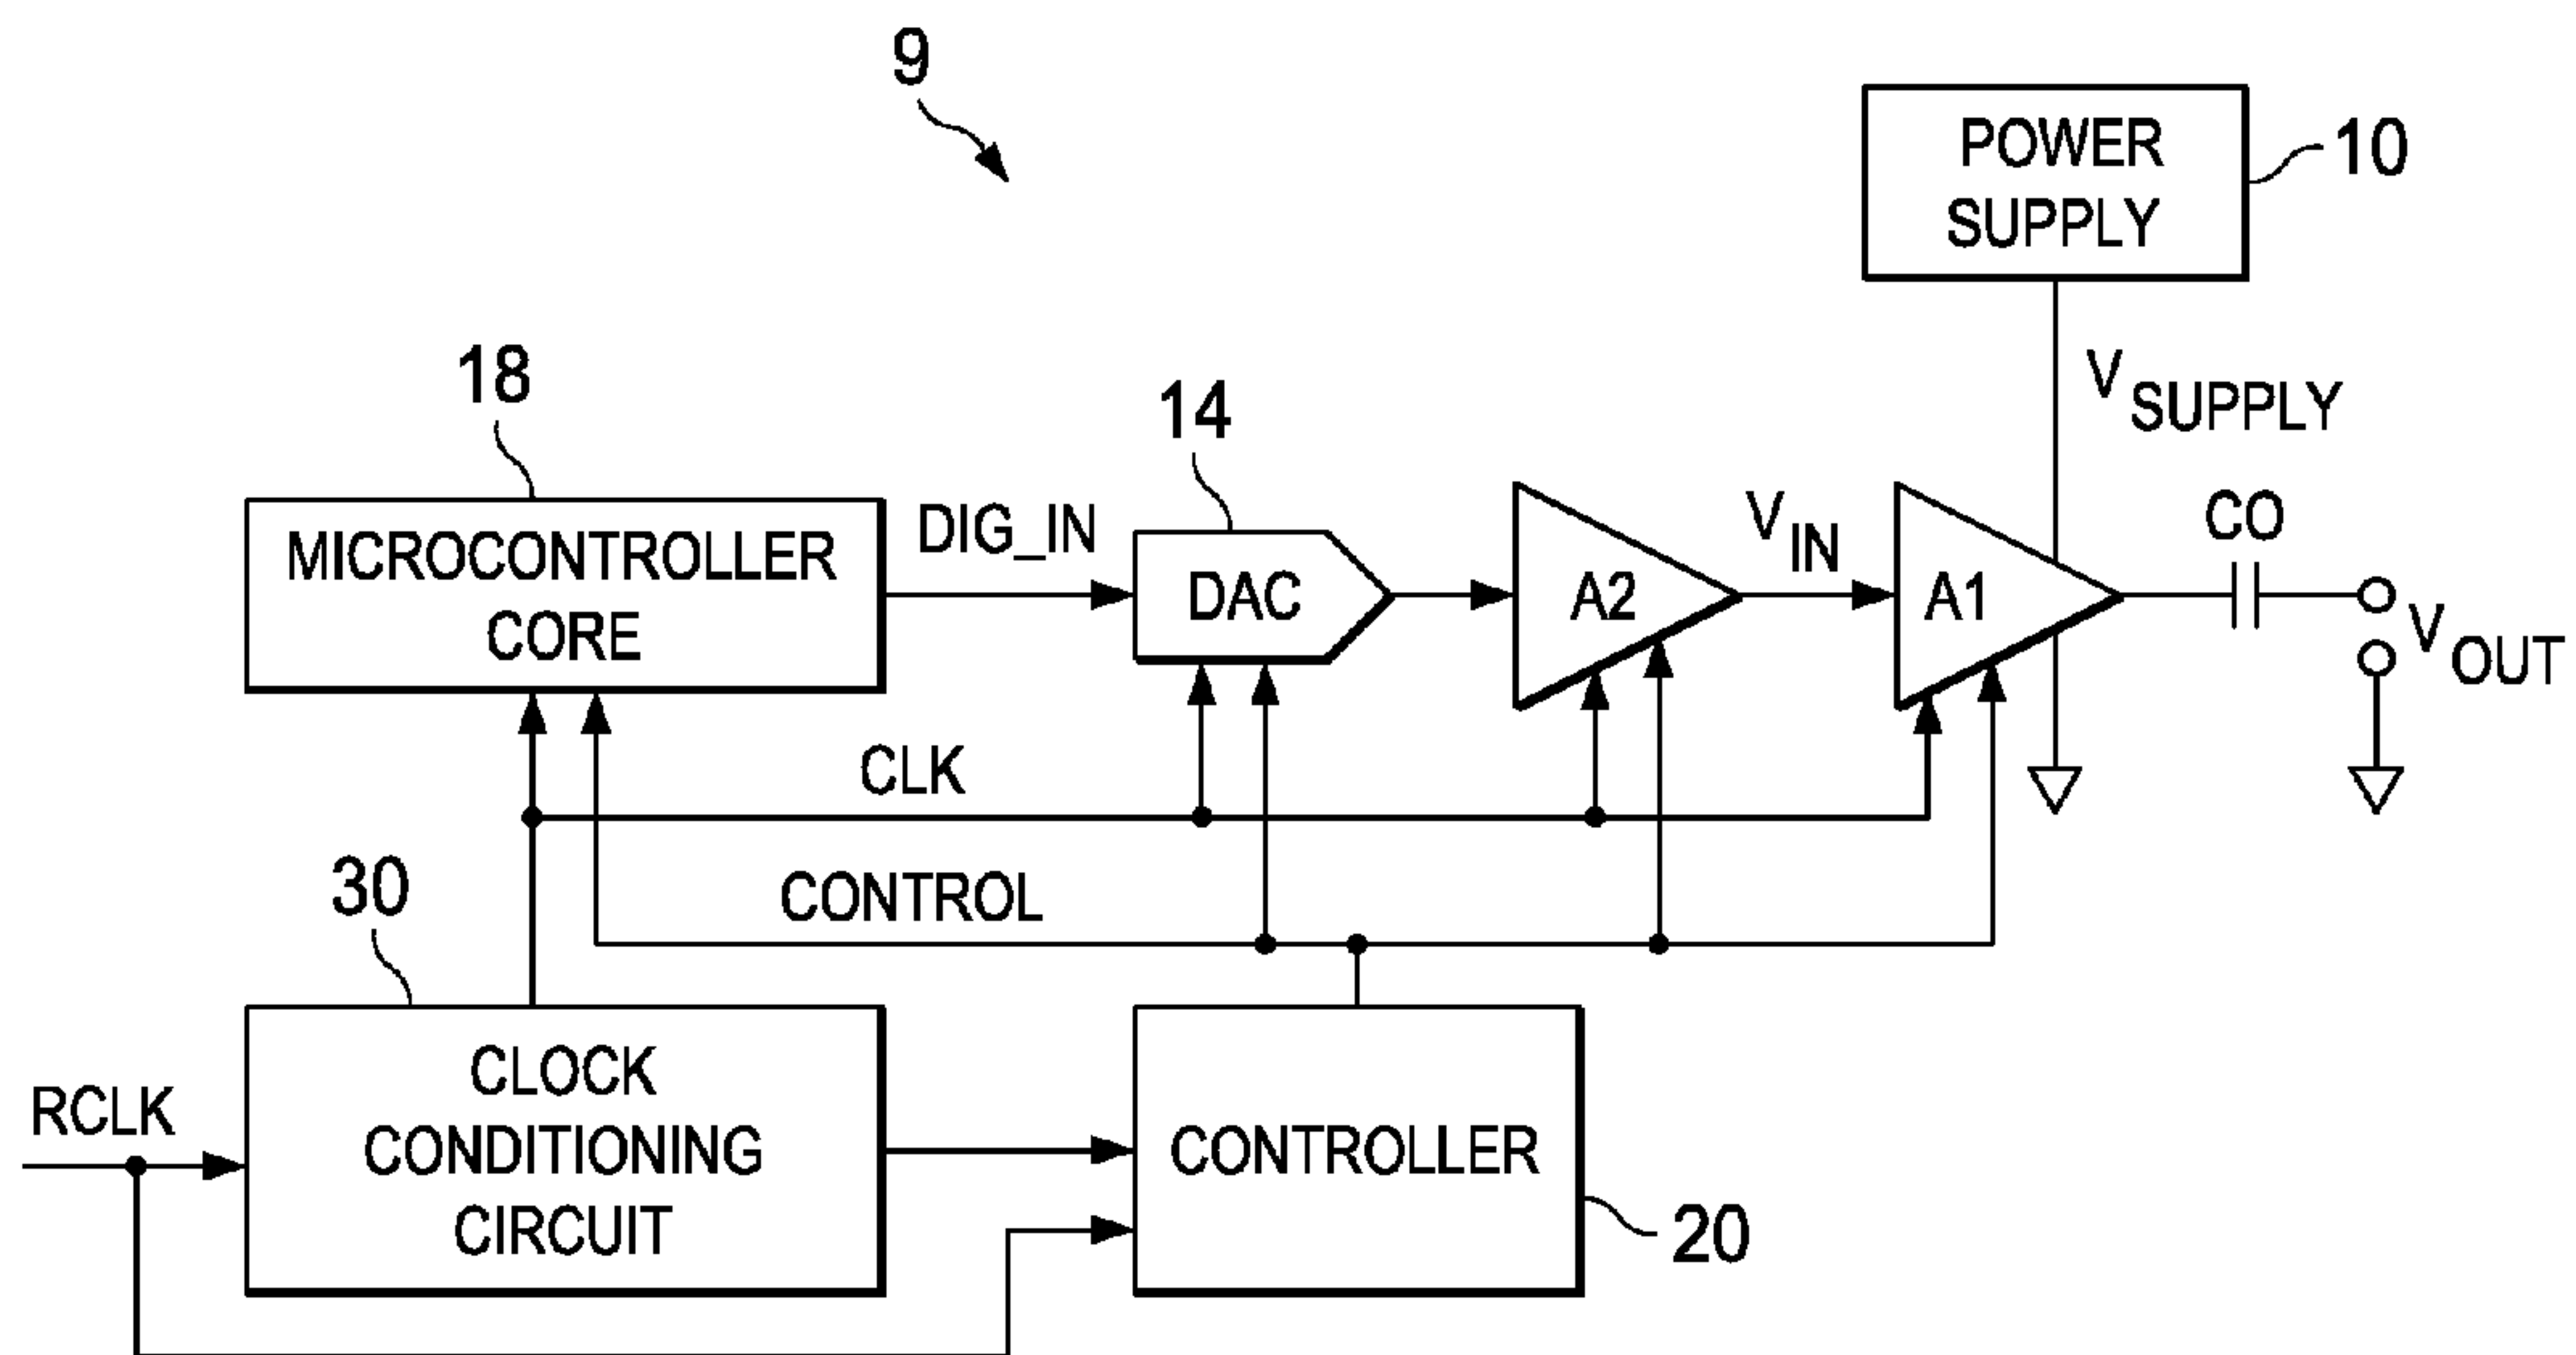 9
POWER
SUPPLY
10
V SUPPLY
18
14
MICROCONTROLLER
CORE
DIG_IN
DAC
A2
V IN
A1
CO
V OUT
CLK
CONTROL
30
CLOCK
CONDITIONING
CIRCUIT
RCLK
CONTROLLER
20